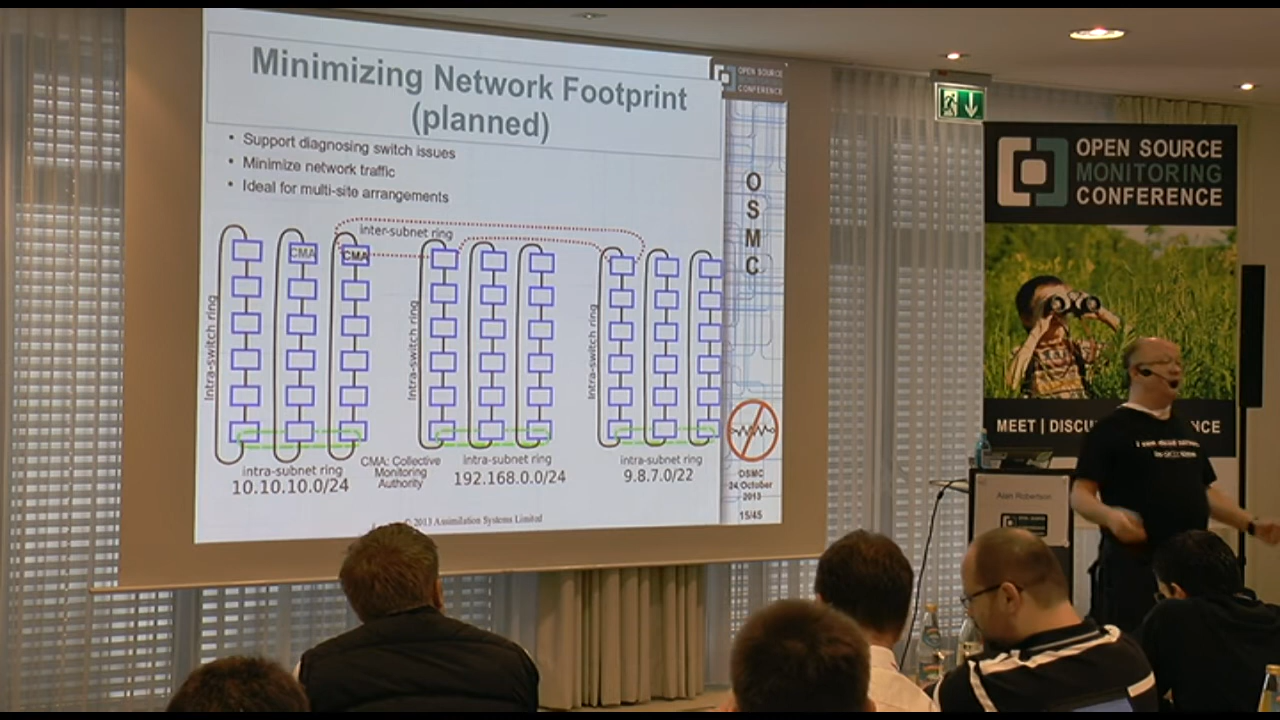 Minimizing Network Footprint
(planned)
• Support diagnosing switch issues
• Minimize network traffic
• Ideal for multi-site arrangements
inter-subnet ring
CMA
CMA
intra-switch ring
intra-switch ring
intra-switch ring
intra-subnet ring
10.10.10.0/24
CMA: Collective
Monitoring
Authority
intra-subnet ring
192.168.0.0/24
intra-subnet ring
9.8.7.0/22
© 2013 Assimilation Systems Limited
OPEN SOURCE
MONITORING
CONFERENCE
O
S
M
C
OSMC
24 October
2013
15/45
OPEN SOURCE
MONITORING
CONFERENCE
MEET | DISCU
NCE
Alan Robertson